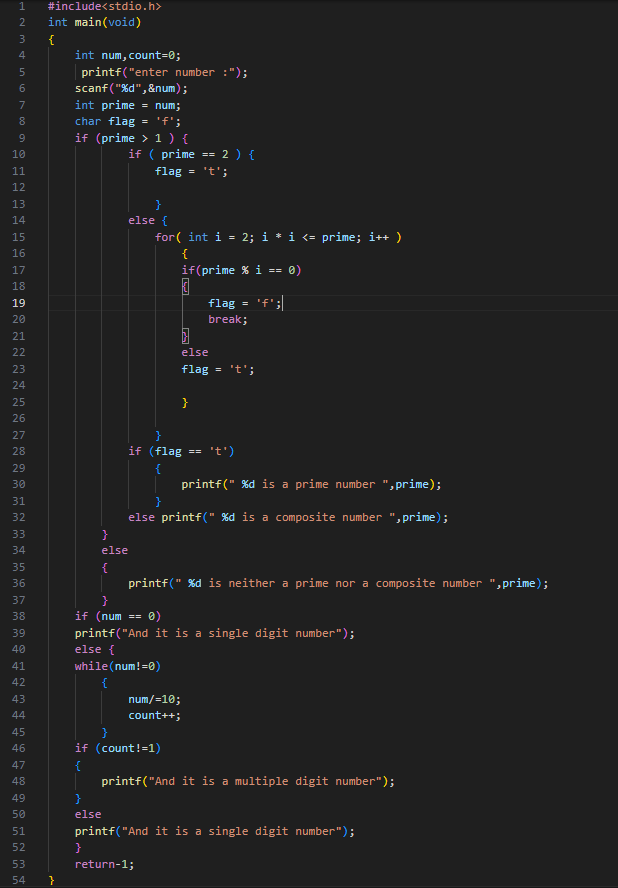 1 #include<stdio.h>
2 int main(void)
3 {
4     int num,count=0;
5      printf("enter number :");
6     scanf("%d",&num);
7     int prime = num;
8     char flag = 'f';
9     if (prime > 1 ) {
10             if ( prime == 2 ) {
11                 flag = 't';
12
13                 }
14             else {
15                 for( int i = 2; i * i <= prime; i++ )
16                     {
17                     if(prime % i == 0)
18                     {
19                         flag = 'f';
20                         break;
21                     }
22                     else
23                     flag = 't';
24
25                     }
26
27                 }
28             if (flag == 't')
29                 {
30                     printf(" %d is a prime number ",prime);
31                 }
32             else printf(" %d is a composite number ",prime);
33         }
34         else
35         {
36             printf(" %d is neither a prime nor a composite number ",prime);
37         }
38     if (num == 0)
39     printf("And it is a single digit number");
40     else {
41     while(num!=0)
42         {
43             num/=10;
44             count++;
45         }
46     if (count!=1)
47     {
48         printf("And it is a multiple digit number");
49     }
50     else
51     printf("And it is a single digit number");
52     }
53     return-1;
54 }